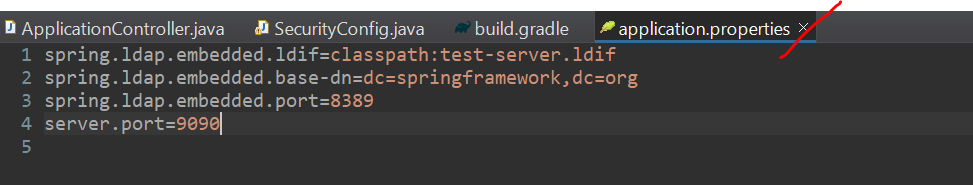 ApplicationController.java SecurityConfig.java build.gradle application.properties
1 spring.ldap.embedded.ldif=classpath:test-server.ldif
2 spring.ldap.embedded.base-dn=dc=springframework,dc=org
3 spring.ldap.embedded.port=8389
4 server.port=9090
5